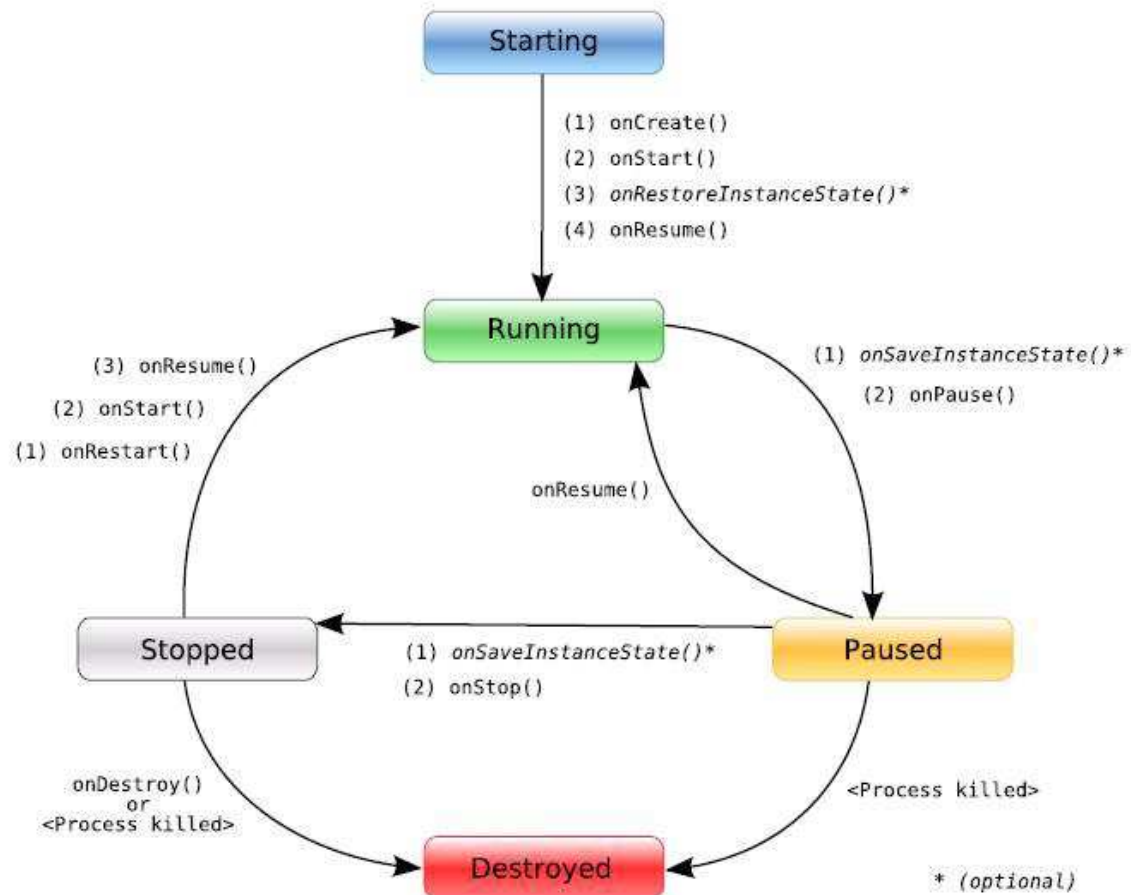 Starting
(1) onCreate()
(2) onStart()
(3) onRestoreInstanceState()*
(4) onResume()
Running
(3) onResume()
(2) onStart()
(1) onRestart()
(1) onSaveInstanceState()*
(2) onPause()
onResume()
Stopped
(1) onSaveInstanceState()*
(2) onStop()
Paused
onDestroy()
or
<Process killed>
<Process killed>
Destroyed
* (optional)